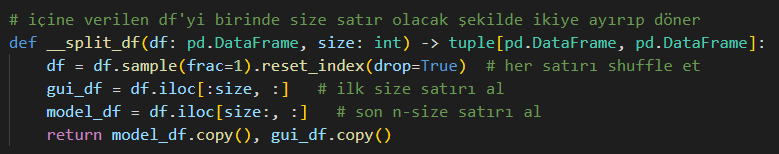 # içine verilen df'yi birinde size satır olacak şekilde ikiye ayırıp döner
def __split_df(df: pd.DataFrame, size: int) -> tuple[pd.DataFrame, pd.DataFrame]:
    df = df.sample(frac=1).reset_index(drop=True)  # her satırı shuffle et
    gui_df = df.iloc[:size, :]   # ilk size satırı al
    model_df = df.iloc[size:, :]   # son n-size satırı al
    return model_df.copy(), gui_df.copy()